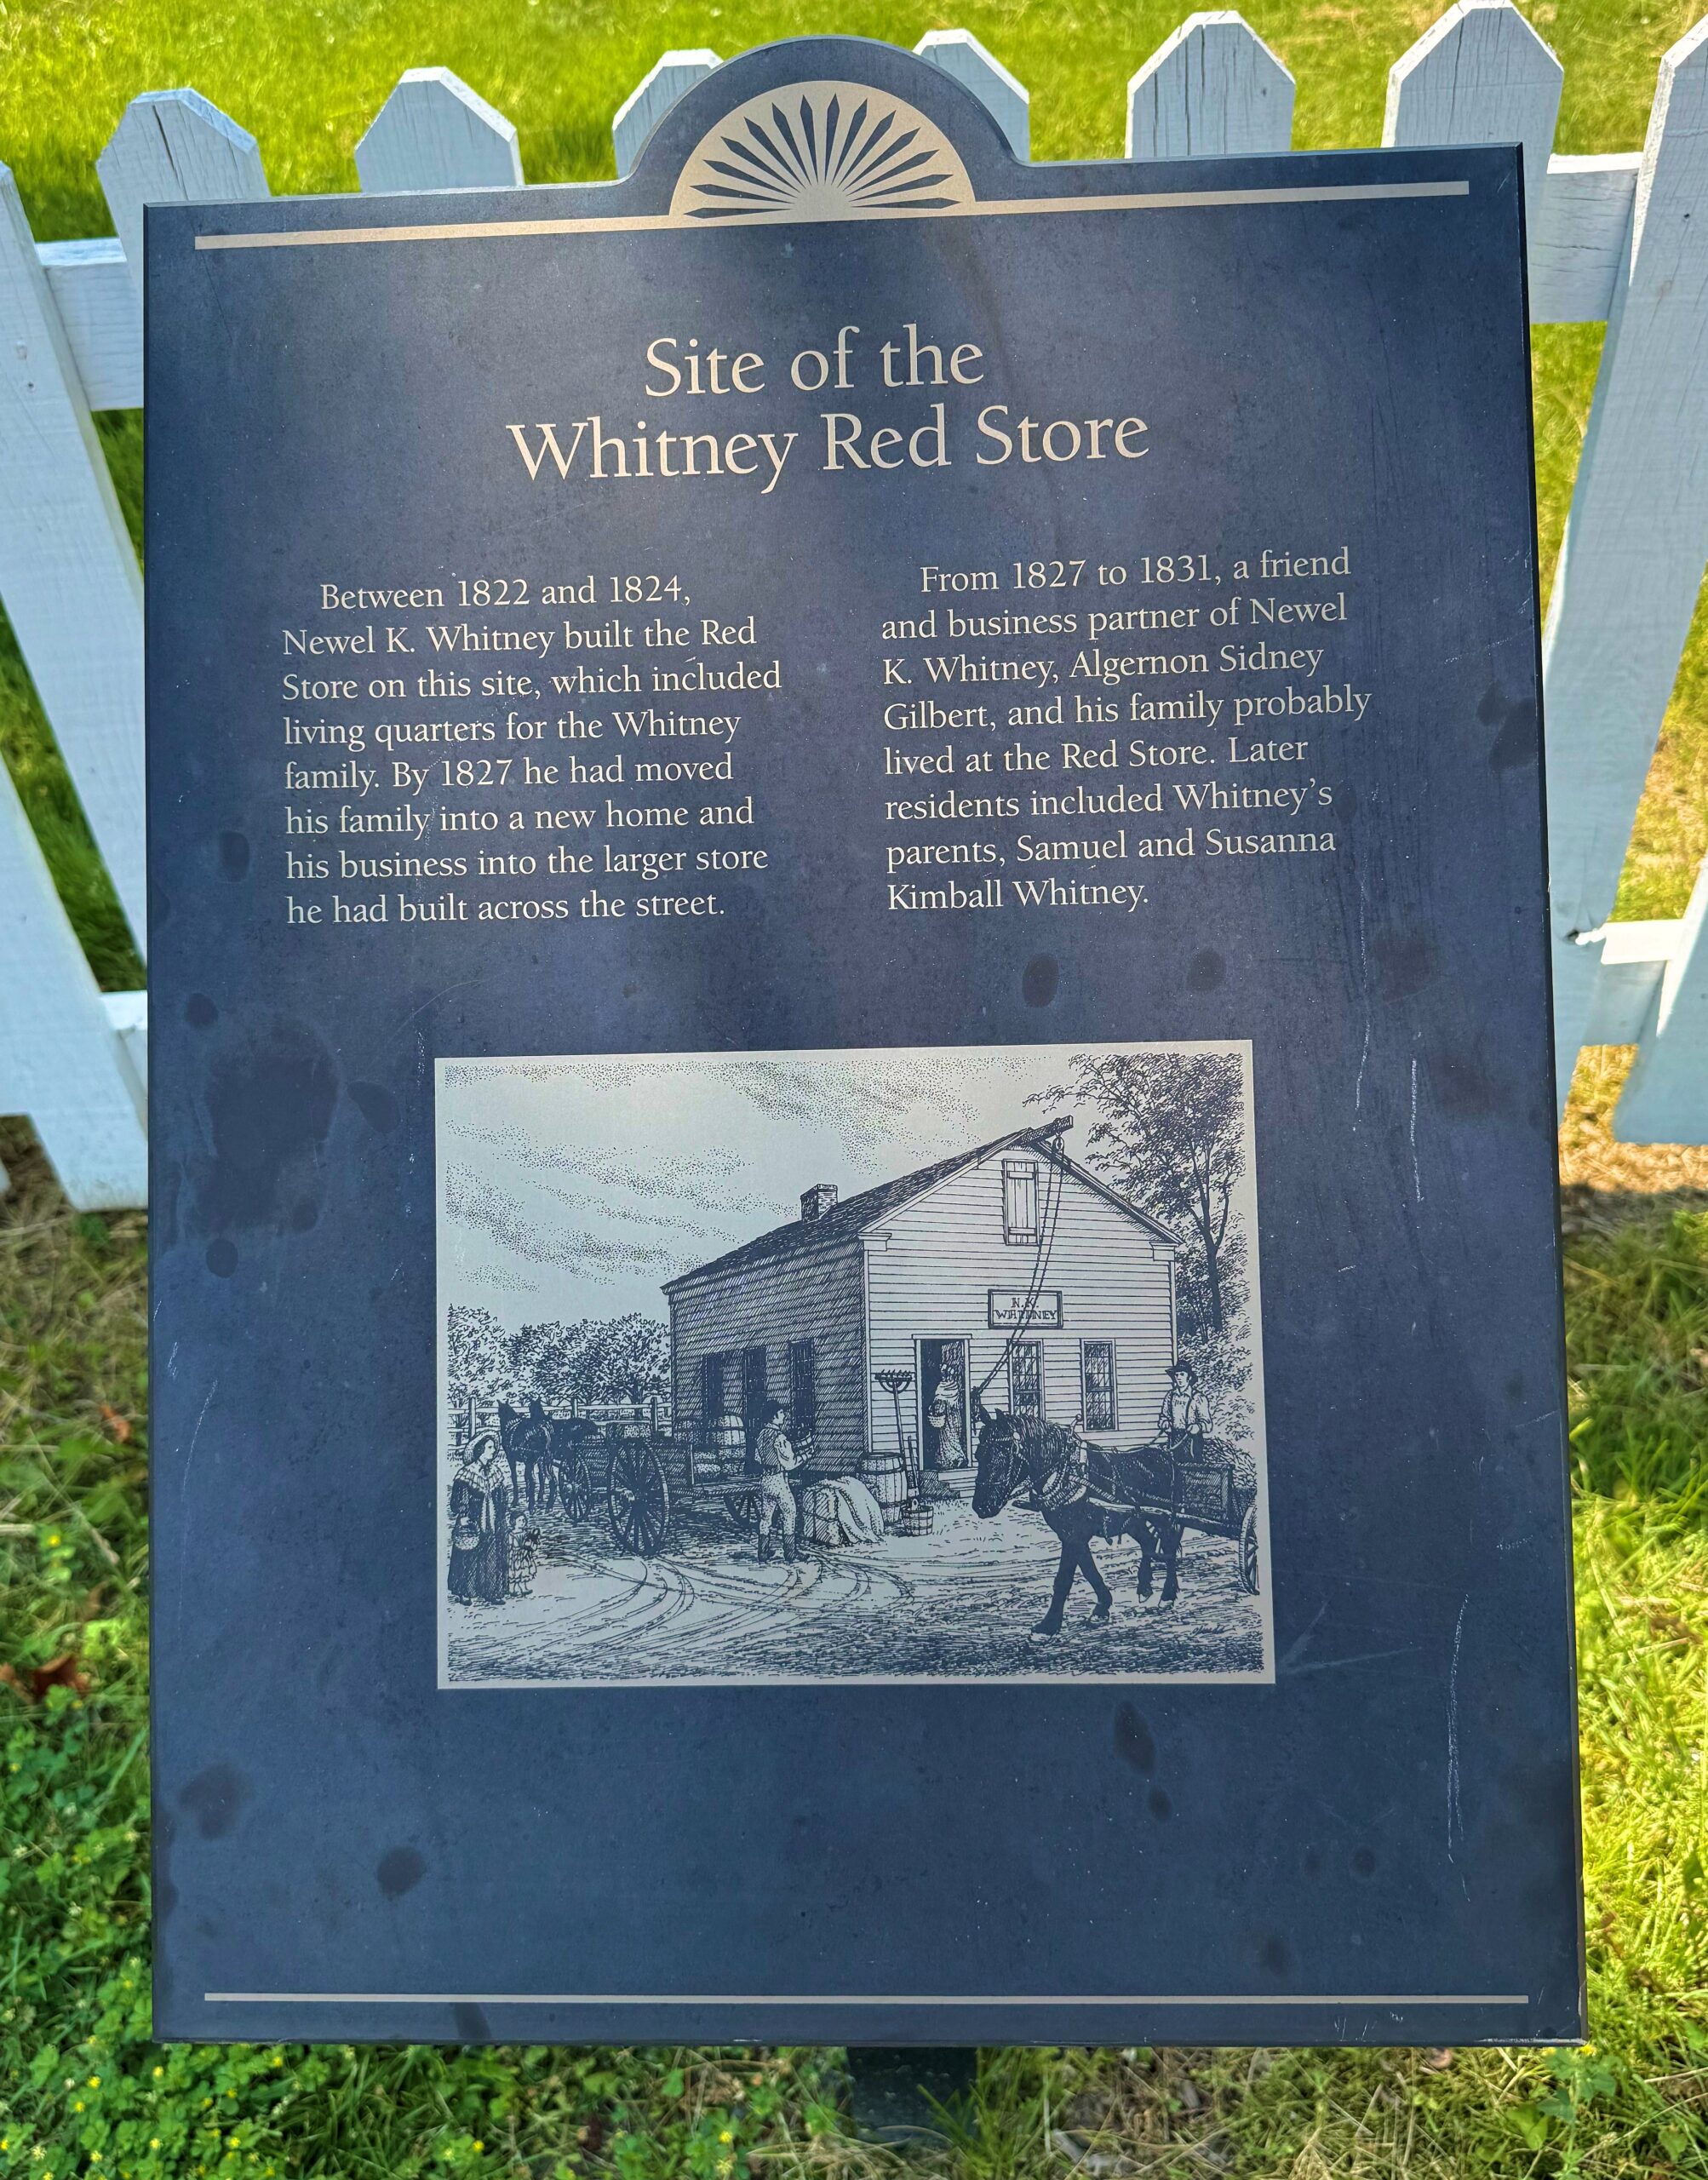 Site of the
Whitney Red Store
Between 1822 and 1824,
Newel K. Whitney built the Red
Store on this site, which included
living quarters for the Whitney
family. By 1827 he had moved
his family into a new home and
his business into the larger store
he had built across the street.
From 1827 to 1831, a friend
and business partner of Newel
K. Whitney, Algernon Sidney
Gilbert, and his family probably
lived at the Red Store. Later
residents included Whitney's
parents, Samuel and Susanna
Kimball Whitney.
N.K.
WHITNEY